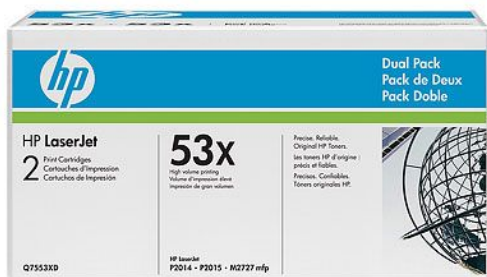 hp
Dual Pack
Pack de Deux
Pack Doble
HP LaserJet
2 Print Cartridges
Cartouches d'impression
Cartuchos de Impresión
53x
High volume printing
Volume d'impression élevé
Impresión de gran volumen
Precise. Reliable.
Original HP Toners.
Les toners HP d'origine :
précis et fiables.
Precisos. Confiables.
Tóners originales HP.
Q7553XD
HP LaserJet
P2014 • P2015 • M2727 mfp